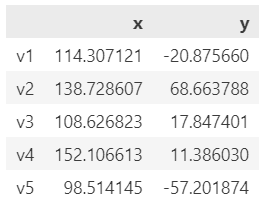 x y
v1 114.307121 -20.875660
v2 138.728607 68.663788
v3 108.626823 17.847401
v4 152.106613 11.386030
v5 98.514145 -57.201874